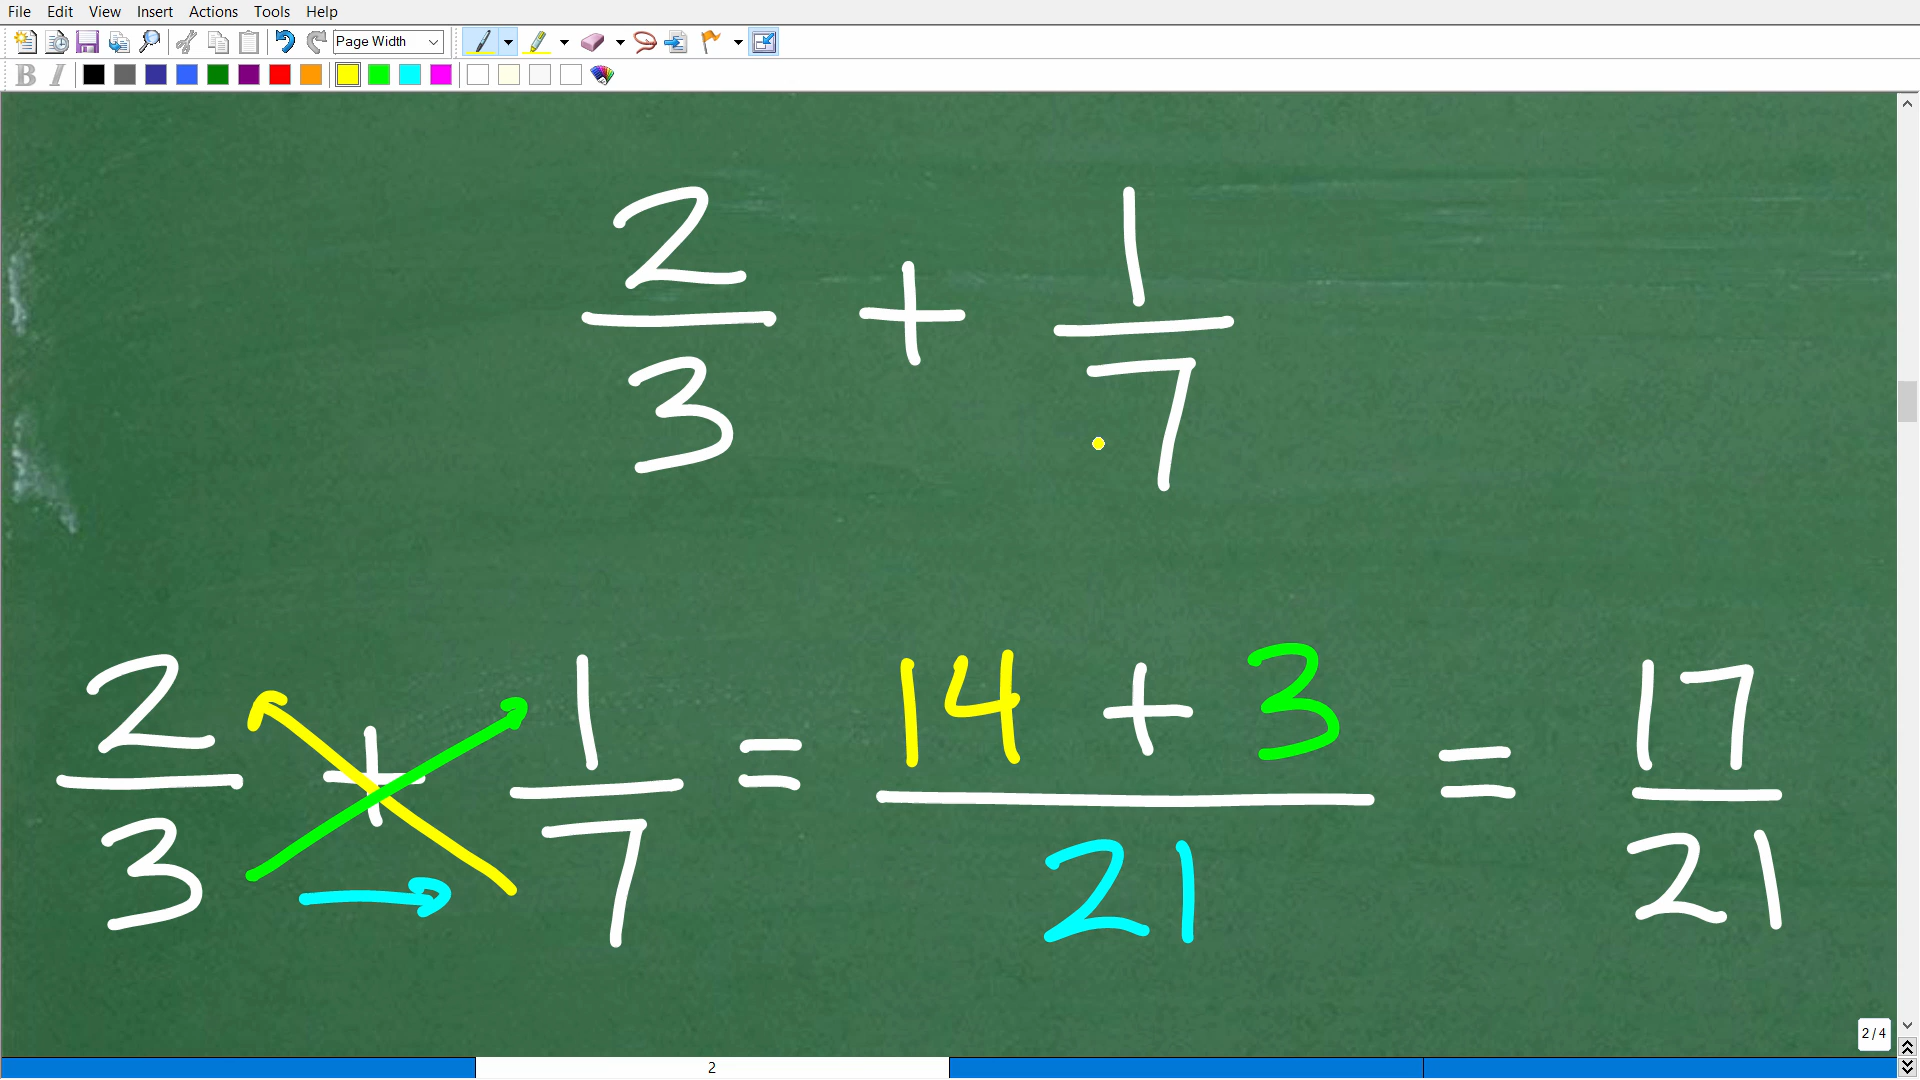 File Edit View Insert Actions Tools Help
Page Width
B I
2/3 + 1/7
2/3 + 1/7 = 14 + 3/21 = 17/21
2 / 4
2